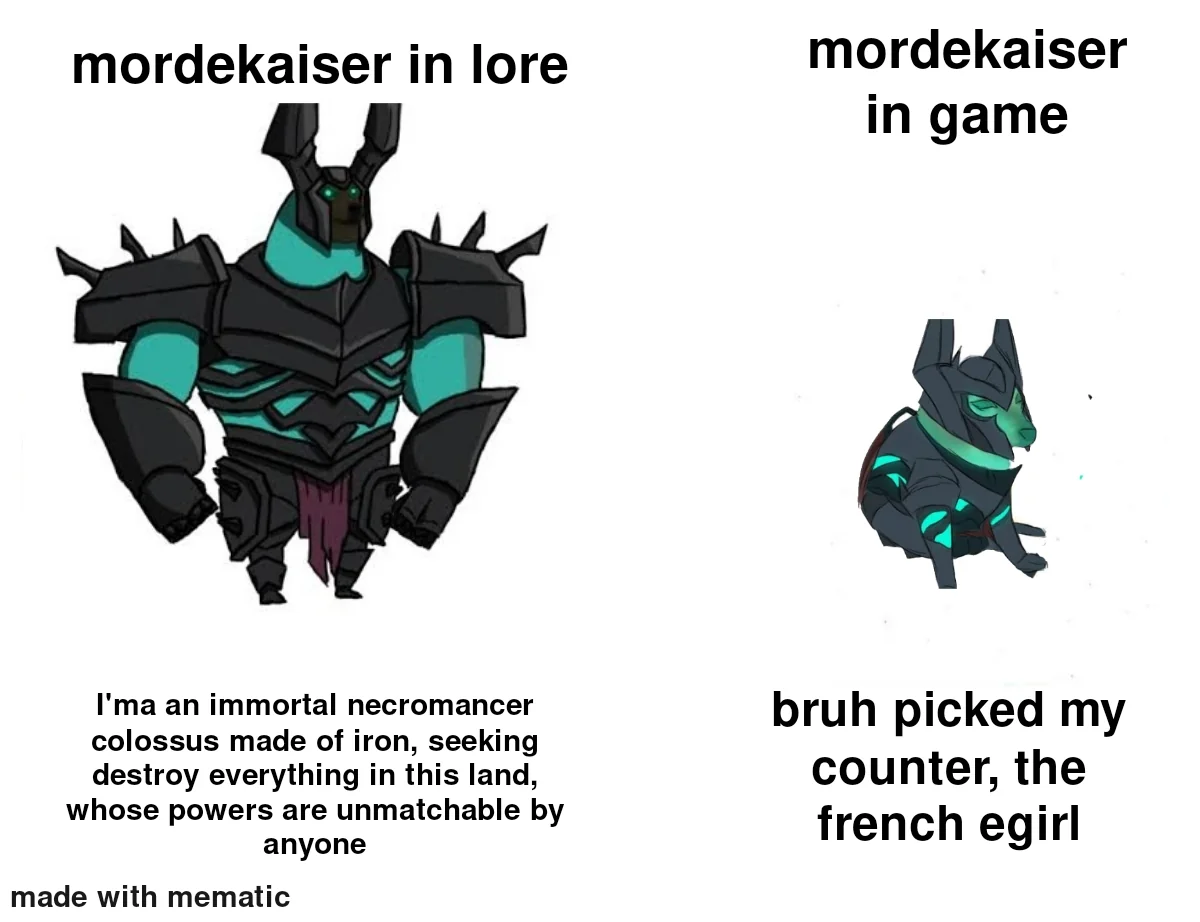 mordekaiser in lore
mordekaiser
in game
I'ma an immortal necromancer
colossus made of iron, seeking
destroy everything in this land,
whose powers are unmatchable by
anyone
bruh picked my
counter, the
french egirl
made with mematic